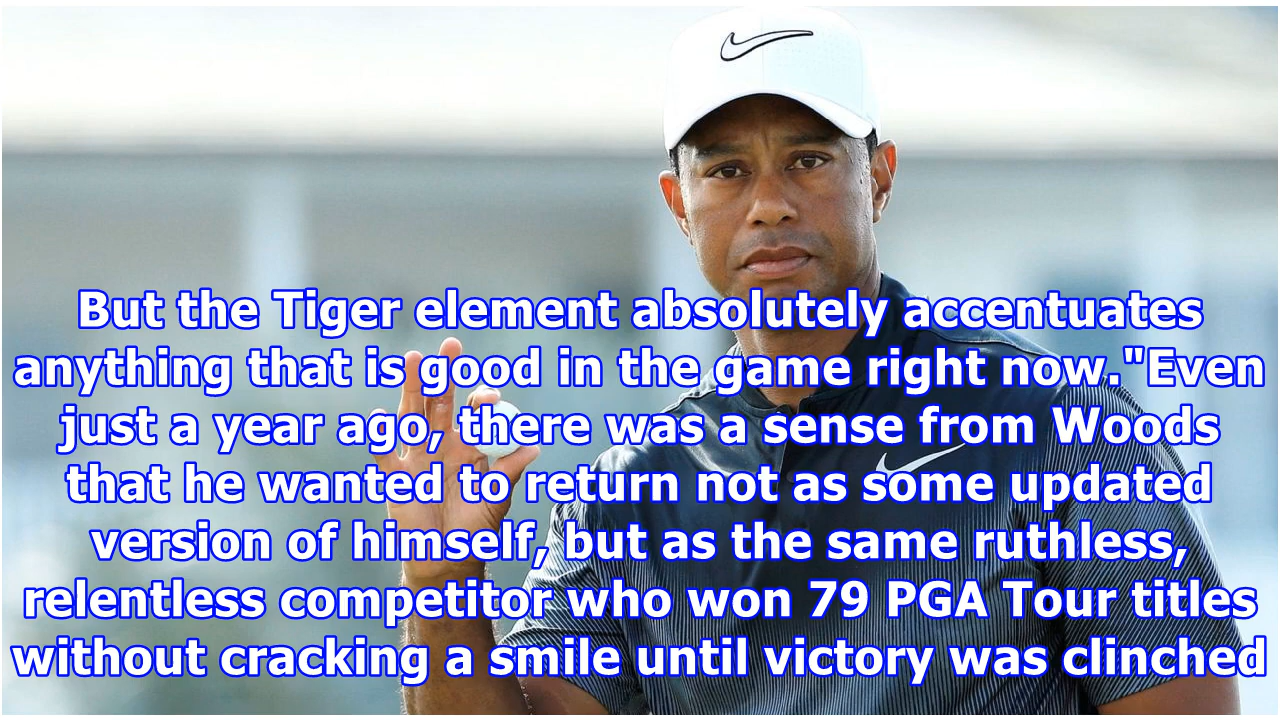 But the Tiger element absolutely accentuates
anything that is good in the game right now."Even
just a year ago, there was a sense from Woods
that he wanted to return not as some updated
version of himself, but as the same ruthless,
relentless competitor who won 79 PGA Tour titles
without cracking a smile until victory was clinched